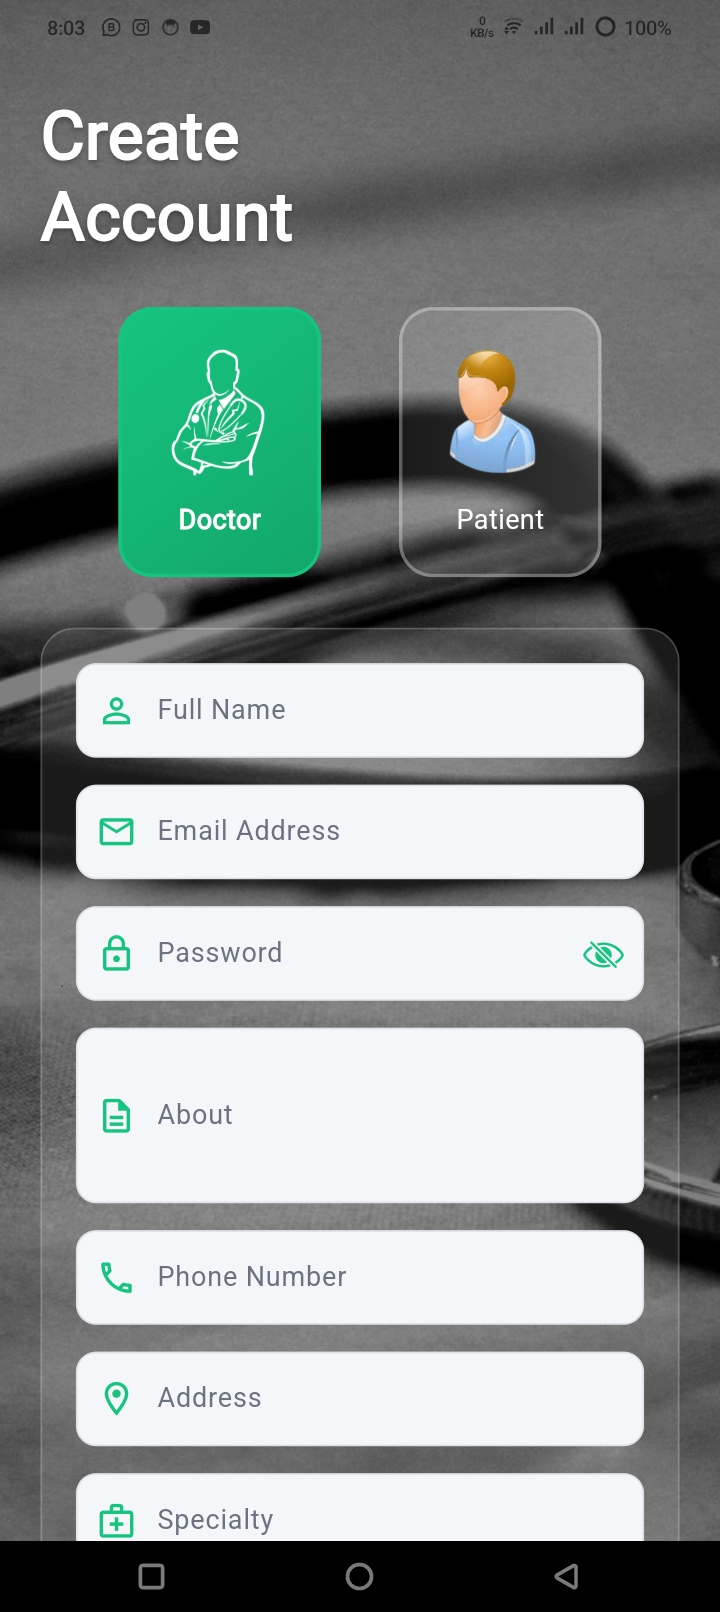 8:03
0
KB/s
100%
Create
Account
Doctor
Patient
Full Name
Email Address
Password
About
Phone Number
Address
Specialty